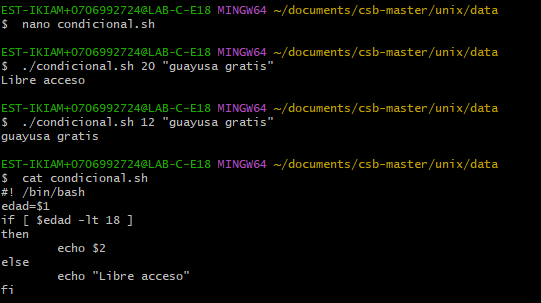 EST-IKIAM+0706992724@LAB-C-E18 MINGW64 ~/documents/csb-master/unix/data
$ nano condicional.sh
EST-IKIAM+0706992724@LAB-C-E18 MINGW64 ~/documents/csb-master/unix/data
$ ./condicional.sh 20 "guayusa gratis"
Libre acceso
EST-IKIAM+0706992724@LAB-C-E18 MINGW64 ~/documents/csb-master/unix/data
$ ./condicional.sh 12 "guayusa gratis"
guayusa gratis
EST-IKIAM+0706992724@LAB-C-E18 MINGW64 ~/documents/csb-master/unix/data
$ cat condicional.sh
#! /bin/bash
edad=$1
if [ $edad -lt 18 ]
then
echo $2
else
echo "Libre acceso"
fi